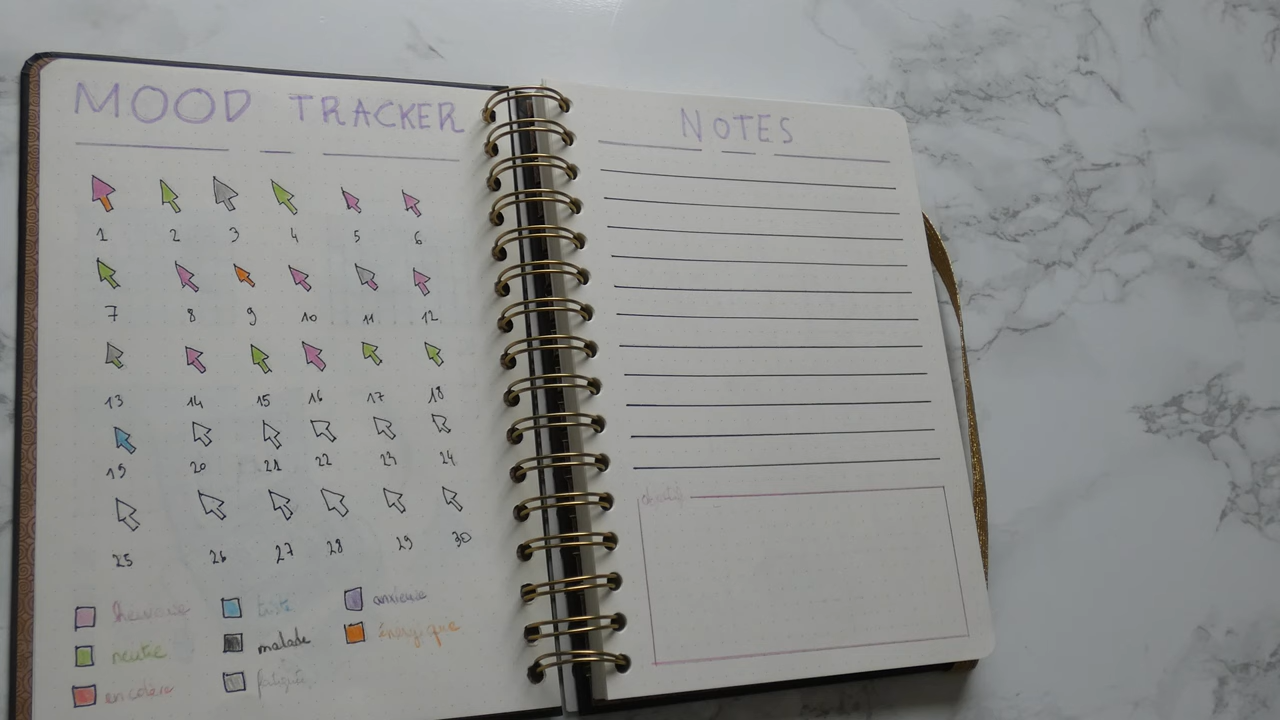 MOOD TRACKER
1 2 3 4 5 6
7 8 9 10 11 12
13 14 15 16 17 18
19 20 21 22 23 24
25 26 27 28 29 30
heureuse triste anxieuse
neutre malade énergique
en colère fatiguée
NOTES
objectifs